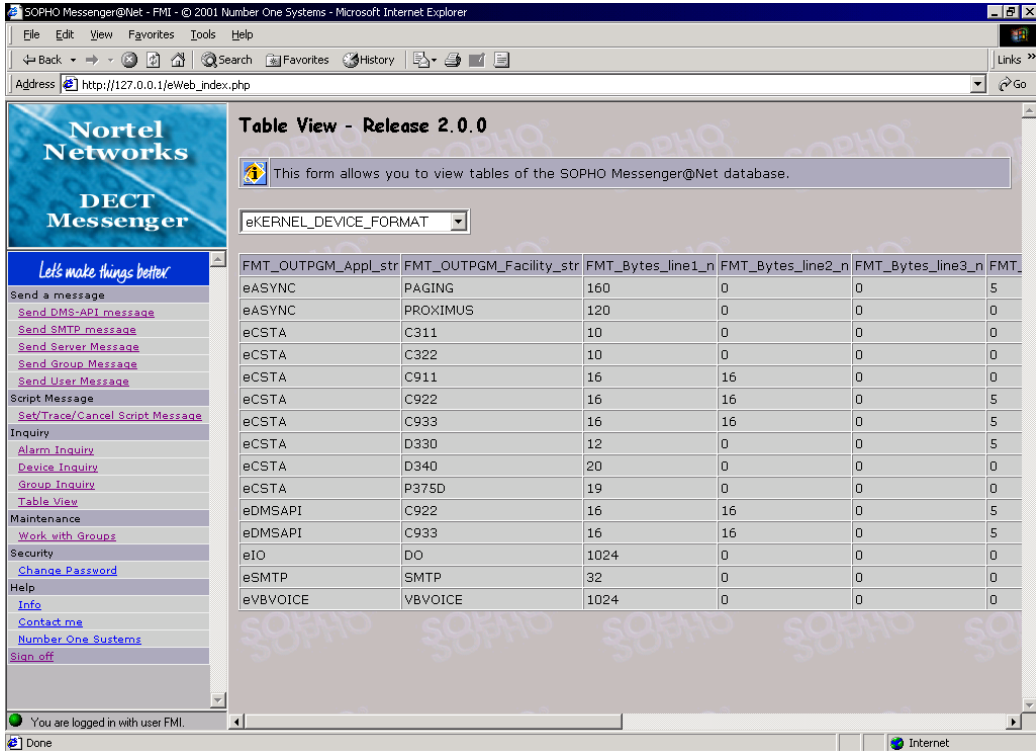 SOPHO Messenger@Net - FMI - © 2001 Number One Systems - Microsoft Internet Explorer
File Edit View Favorites Tools Help
Back Search Favorites History Links »
Address http://127.0.0.1/eWeb_index.php Go
Nortel
Networks
DECT
Messenger
Let's make things better
Send a message
Send DMS-API message
Send SMTP message
Send Server Message
Send Group Message
Send User Message
Script Message
Set/Trace/Cancel Script Message
Inquiry
Alarm Inquiry
Device Inquiry
Group Inquiry
Table View
Maintenance
Work with Groups
Security
Change Password
Help
Info
Contact me
Number One Sustems
Sign off
You are logged in with user FMI.
Table View - Release 2.0.0
This form allows you to view tables of the SOPHO Messenger@Net database.
eKERNEL_DEVICE_FORMAT
FMT_OUTPGM_Appl_str FMT_OUTPGM_Facility_str FMT_Bytes_line1_n FMT_Bytes_line2_n FMT_Bytes_line3_n FMT_
eASYNC PAGING 160 0 0 5
eASYNC PROXIMUS 120 0 0 0
eCSTA C311 10 0 0 0
eCSTA C322 10 0 0 0
eCSTA C911 16 16 0 0
eCSTA C922 16 16 0 5
eCSTA C933 16 16 0 5
eCSTA D330 12 0 0 5
eCSTA D340 20 0 0 0
eCSTA P375D 19 0 0 0
eDMSAPI C922 16 16 0 5
eDMSAPI C933 16 16 0 5
eIO DO 1024 0 0 0
eSMTP SMTP 32 0 0 0
eVBVOICE VBVOICE 1024 0 0 0
SOPHO SOPHO SOPHO SOPHO
Done Internet